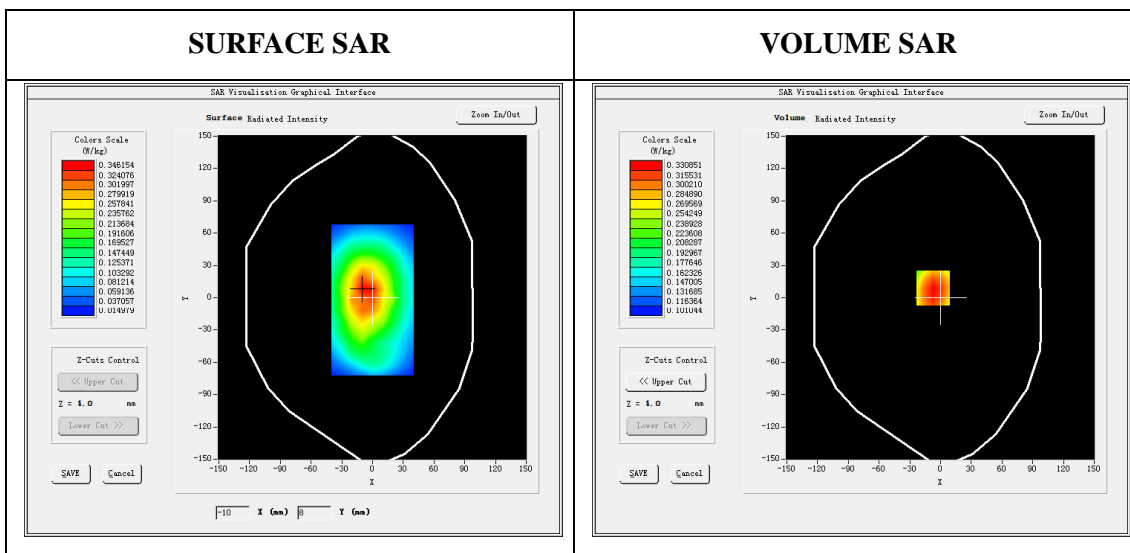 SURFACE SAR
SAR Visualisation Graphical Interface
Surface Radiated Intensity
Zoom In/Out
Colors Scale
(W/kg)
0.346154
0.324076
0.301997
0.279919
0.257841
0.235762
0.213684
0.191606
0.169527
0.147449
0.125371
0.103292
0.081214
0.059136
0.037057
0.014979
Z-Cuts Control
<< Upper Cut
Z = 4.0 mm
Lower Cut >>
SAVE Cancel
150
120
90
60
30
0
-30
-60
-90
-120
-150
Y
-150 -120 -90 -60 -30 0 30 60 90 120 150
X
-10 X (mm) 8 Y (mm)
VOLUME SAR
SAR Visualisation Graphical Interface
Volume Radiated Intensity
Zoom In/Out
Colors Scale
(W/kg)
0.330851
0.315531
0.300210
0.284890
0.269569
0.254249
0.238928
0.223608
0.208287
0.192967
0.177646
0.162326
0.147005
0.131685
0.116364
0.101044
Z-Cuts Control
<< Upper Cut
Z = 4.0 mm
Lower Cut >>
SAVE Cancel
150
120
90
60
30
0
-30
-60
-90
-120
-150
Y
-150 -120 -90 -60 -30 0 30 60 90 120 150
X